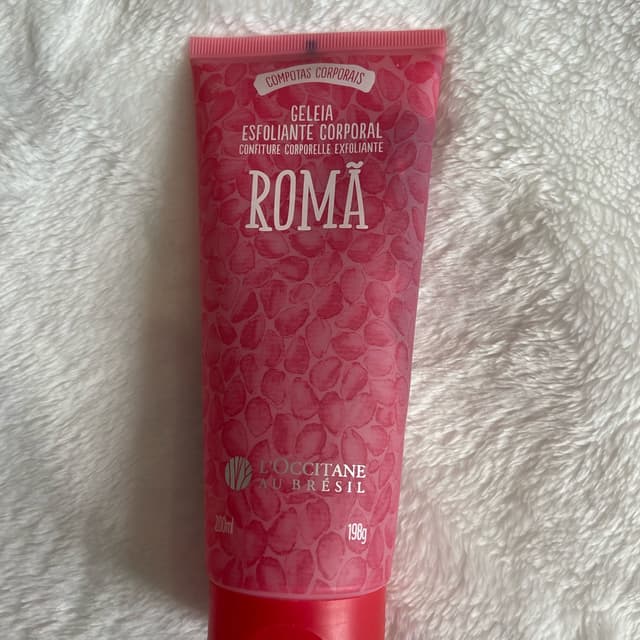 COMPOTAS CORPORAIS
GELEIA
ESFOLIANTE CORPORAL
CONFITURE CORPORELLE EXFOLIANTE
ROMÃ
L'OCCITANE
AU BRÉSIL
200ml
198g